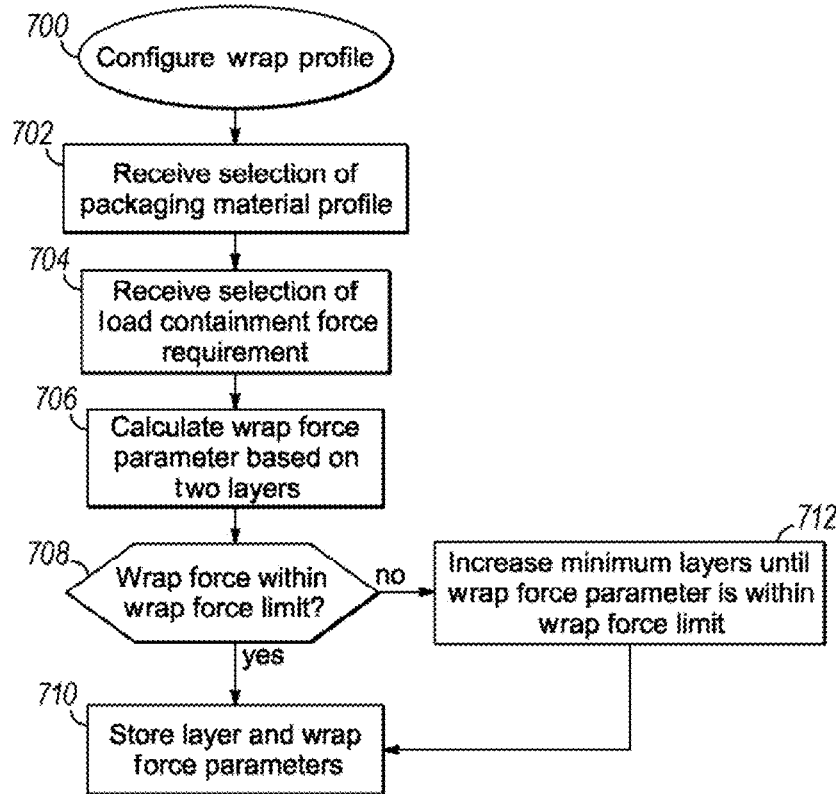 700
Configure wrap profile
702
Receive selection of
packaging material profile
704
Receive selection of
load containment force
requirement
706
Calculate wrap force
parameter based on
two layers
708
Wrap force within
wrap force limit?
no
712
Increase minimum layers until
wrap force parameter is within
wrap force limit
yes
710
Store layer and wrap
force parameters